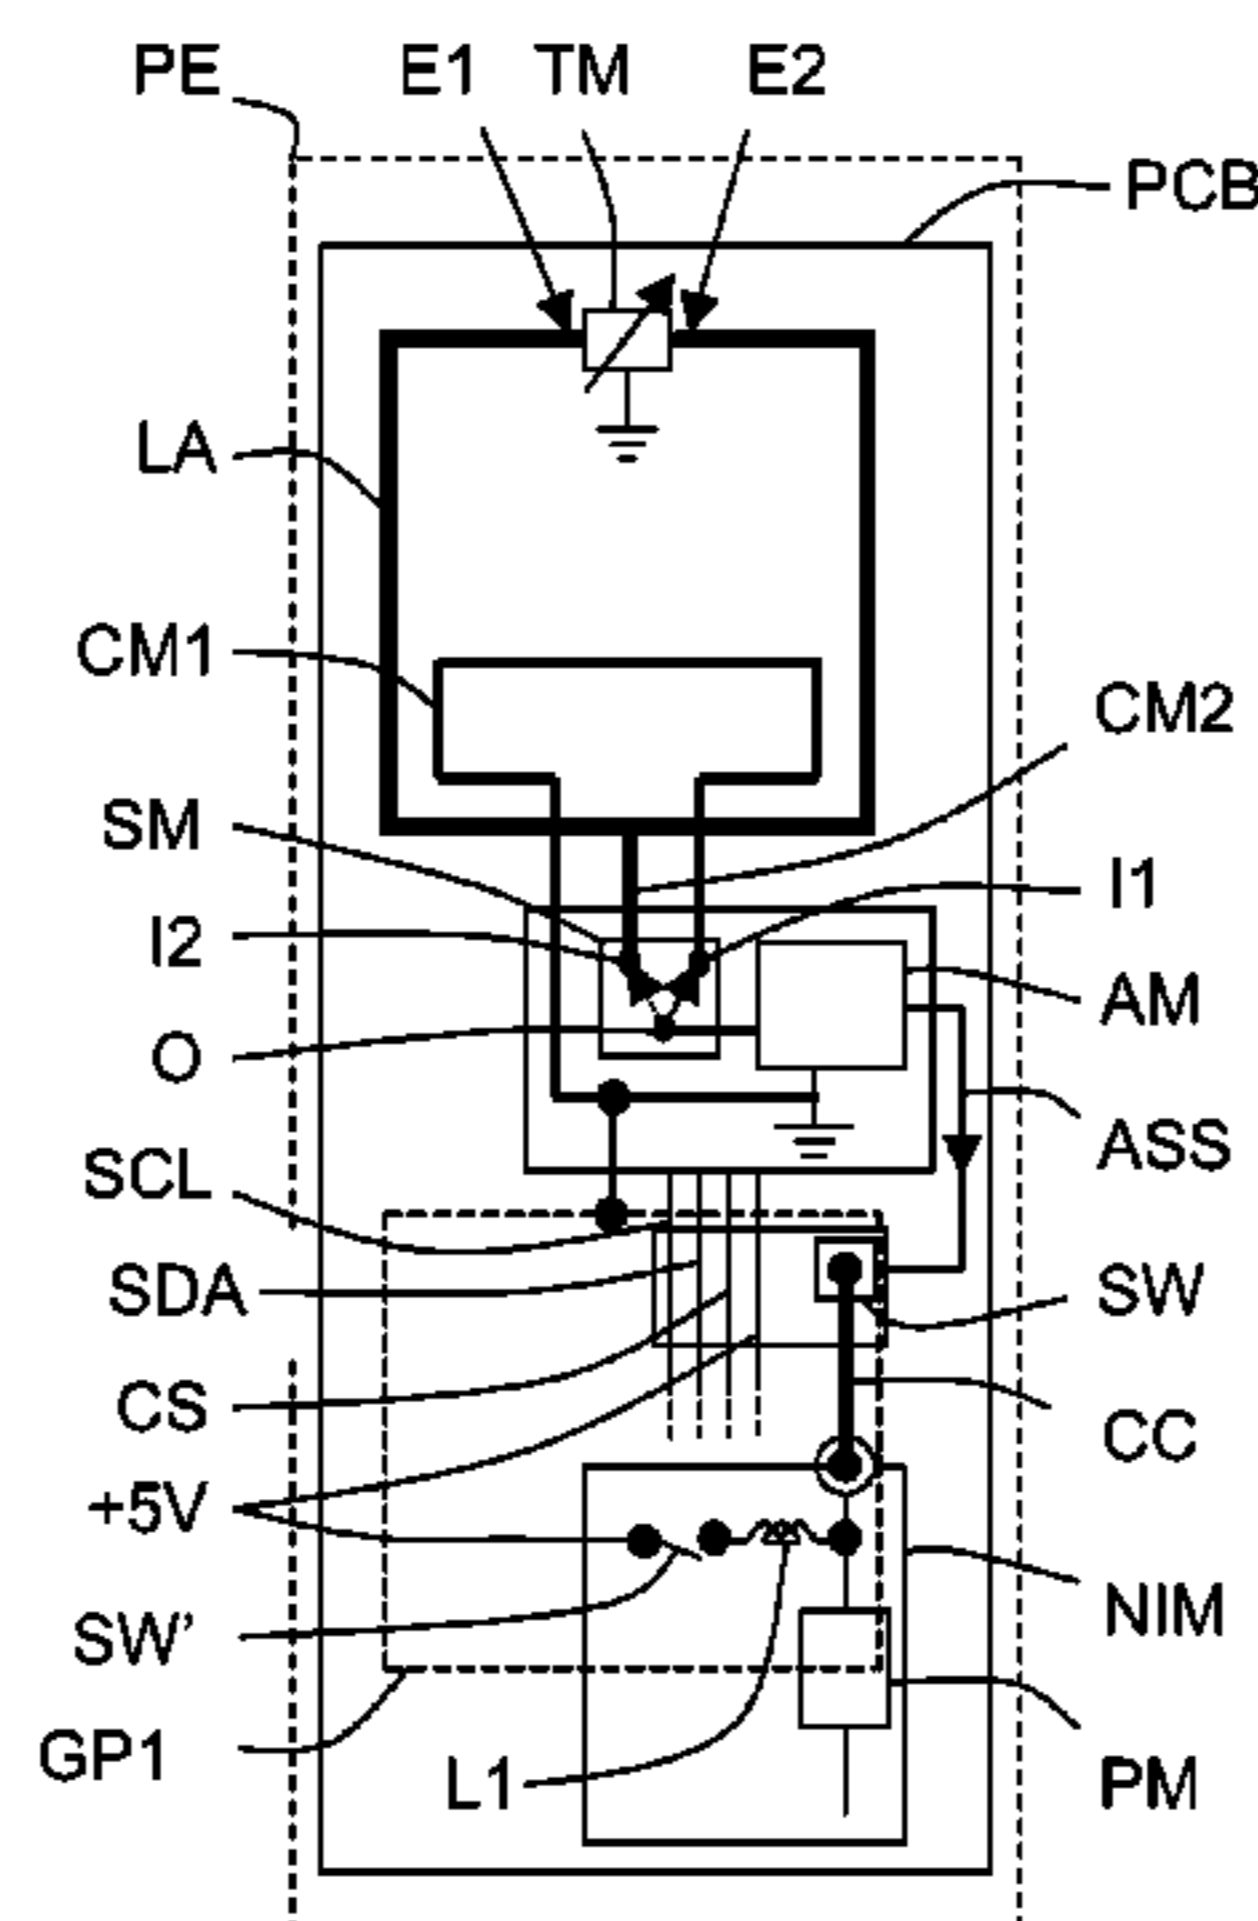 PE E1 TM E2
PCB
LA
CM1
CM2
SM
I1
I2
AM
O
ASS
SCL
SDA
SW
CS
CC
+5V
NIM
SW'
GP1
L1
PM